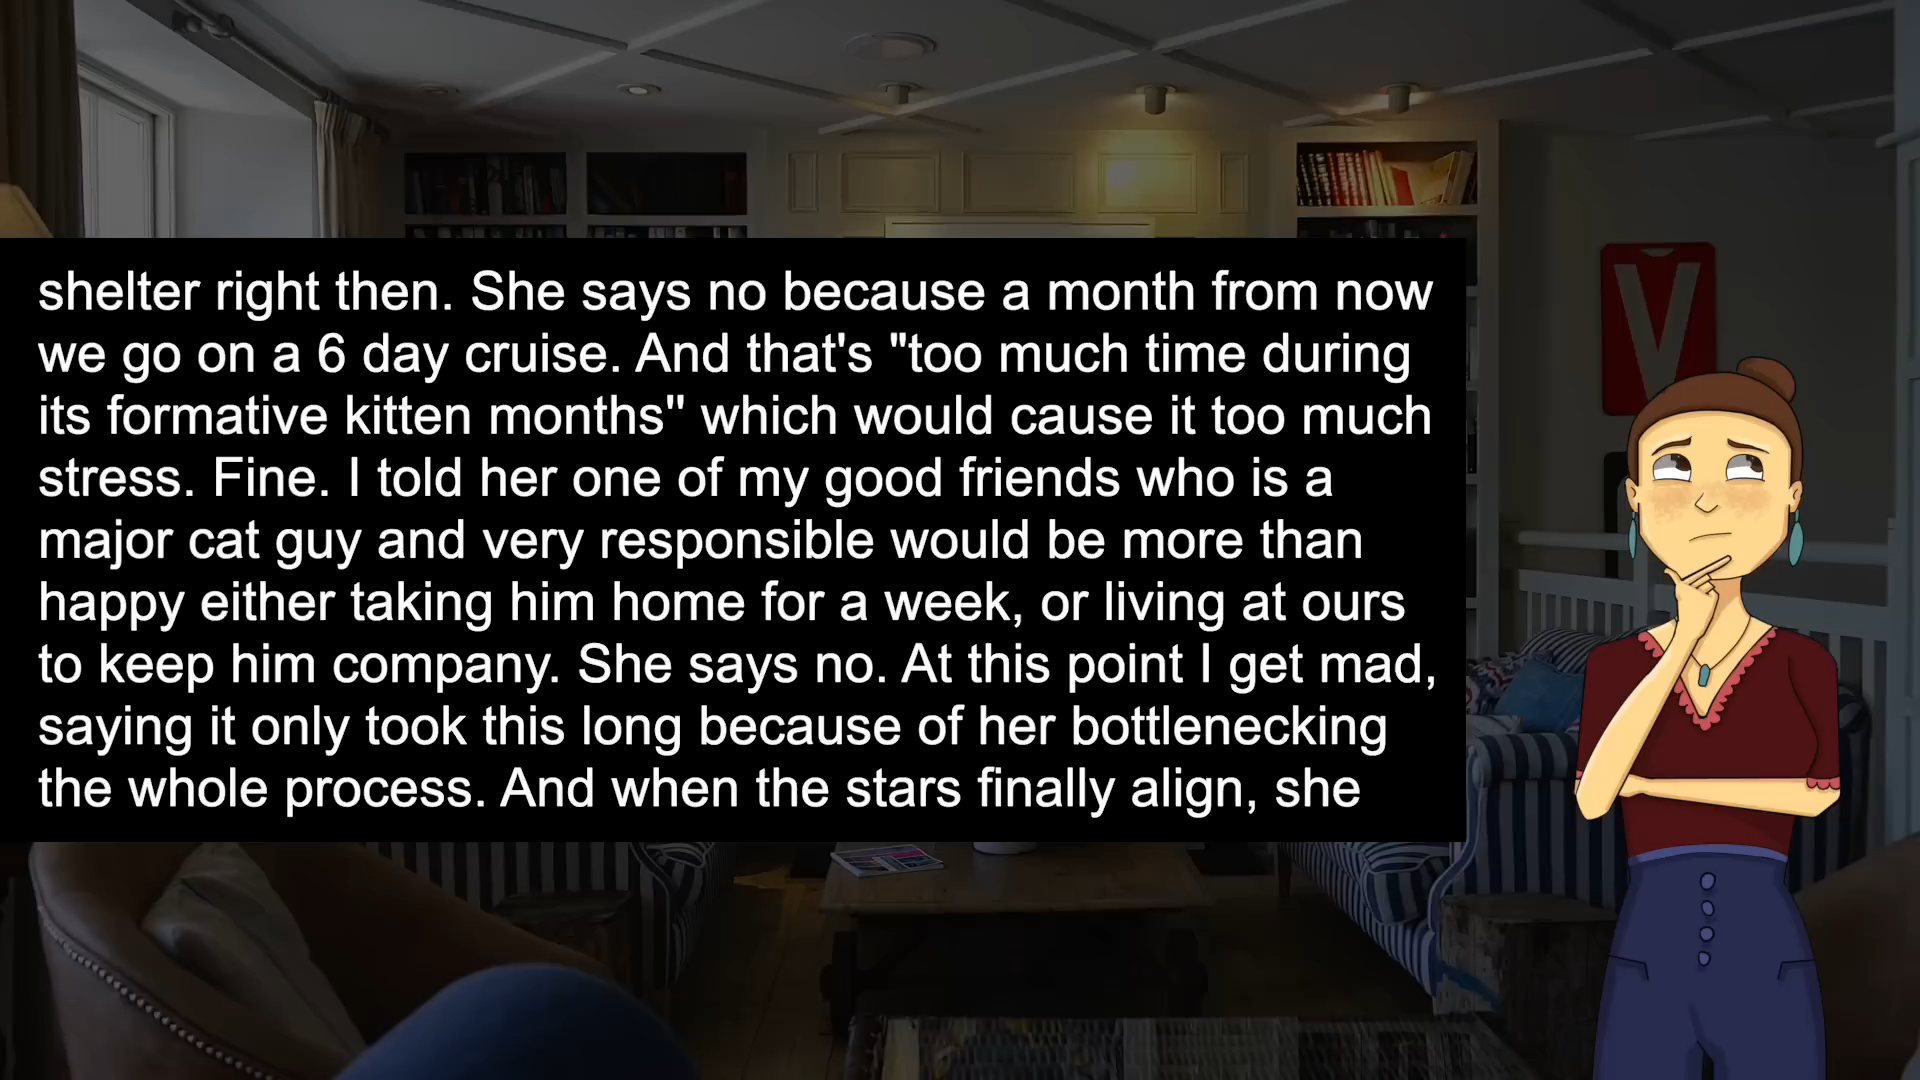 shelter right then. She says no because a month from now
we go on a 6 day cruise. And that's "too much time during
its formative kitten months" which would cause it too much
stress. Fine. I told her one of my good friends who is a
major cat guy and very responsible would be more than
happy either taking him home for a week, or living at ours
to keep him company. She says no. At this point I get mad,
saying it only took this long because of her bottlenecking
the whole process. And when the stars finally align, she
V